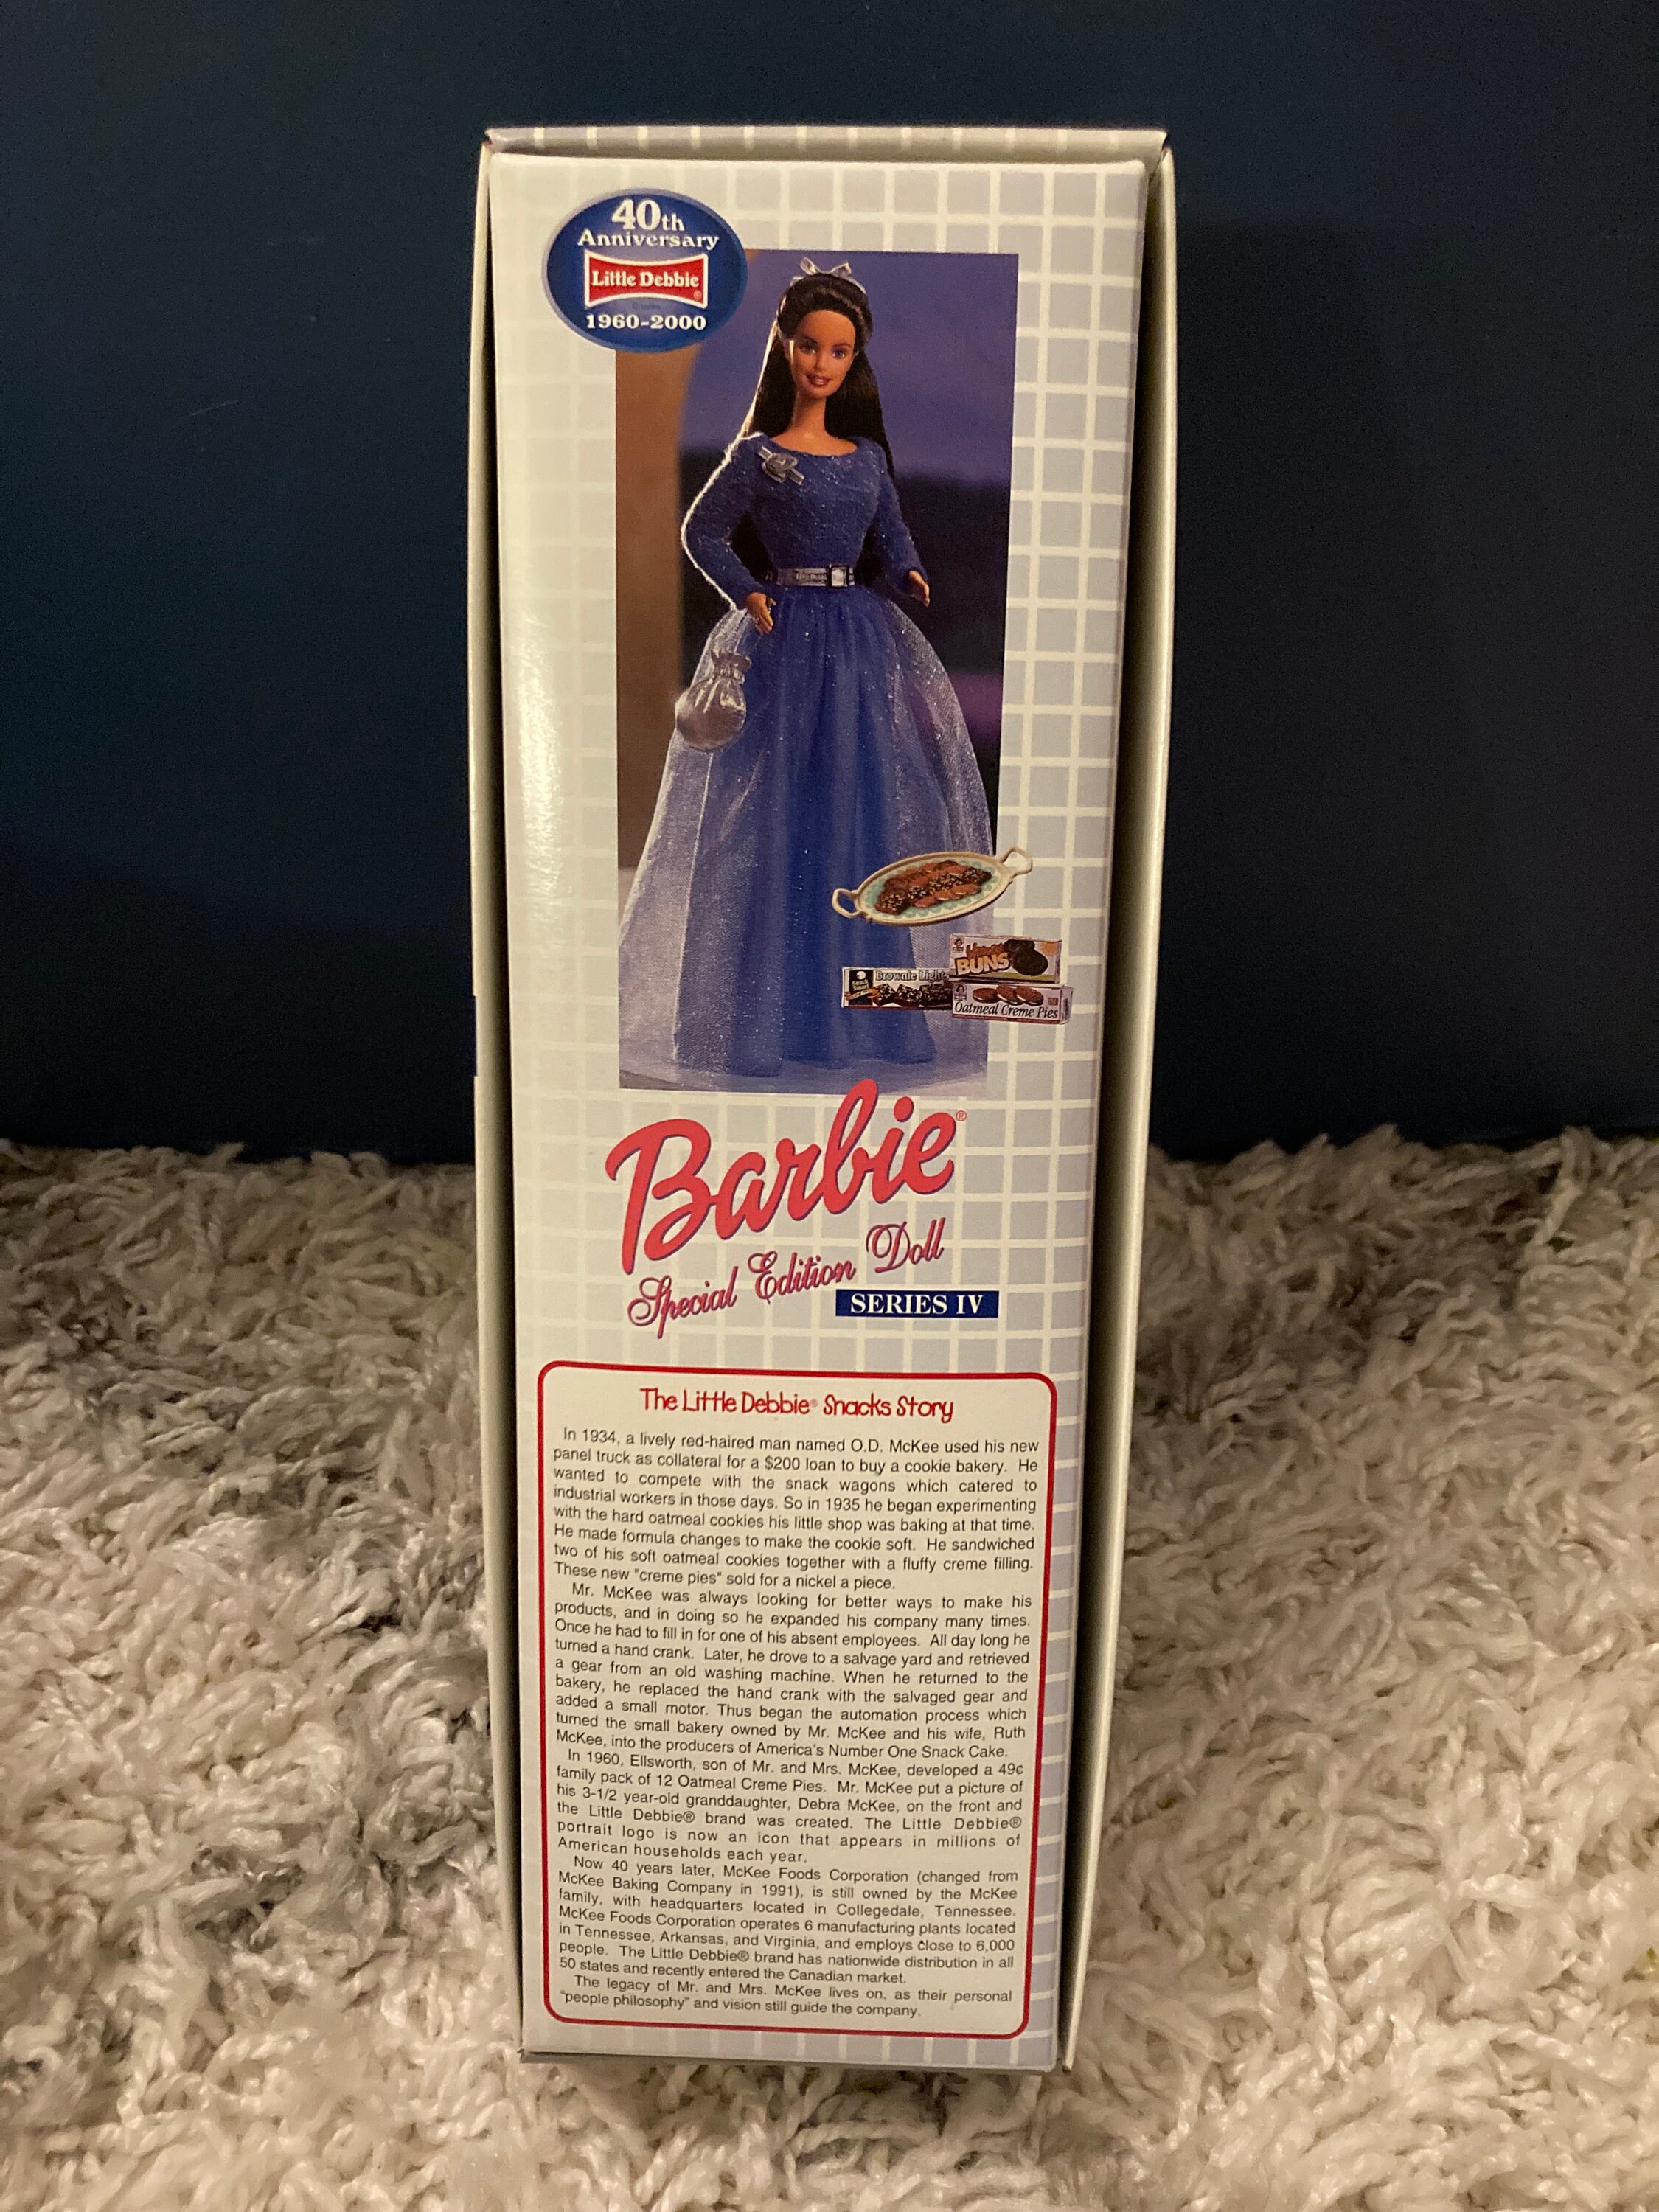 40th
Anniversary
Little Debbie®
1960-2000
BUNS
Brownie Lights
Oatmeal Creme Pies
Barbie®
Special Edition Doll
SERIES IV
The Little Debbie® Snacks Story
In 1934, a lively red-haired man named O.D. McKee used his new
panel truck as collateral for a $200 loan to buy a cookie bakery. He
wanted to compete with the snack wagons which catered to
industrial workers in those days. So in 1935 he began experimenting
with the hard oatmeal cookies his little shop was baking at that time.
He made formula changes to make the cookie soft. He sandwiched
two of his soft oatmeal cookies together with a fluffy creme filling.
These new "creme pies" sold for a nickel a piece.
Mr. McKee was always looking for better ways to make his
products, and in doing so he expanded his company many times.
Once he had to fill in for one of his absent employees. All day long he
turned a hand crank. Later, he drove to a salvage yard and retrieved
a gear from an old washing machine. When he returned to the
bakery, he replaced the hand crank with the salvaged gear and
added a small motor. Thus began the automation process which
turned the small bakery owned by Mr. McKee and his wife, Ruth
McKee, into the producers of America's Number One Snack Cake.
In 1960, Ellsworth, son of Mr. and Mrs. McKee, developed a 49¢
family pack of 12 Oatmeal Creme Pies. Mr. McKee put a picture of
his 3-1/2 year-old granddaughter, Debra McKee, on the front and
the Little Debbie® brand was created. The Little Debbie®
portrait logo is now an icon that appears in millions of
American households each year.
Now 40 years later, McKee Foods Corporation (changed from
McKee Baking Company in 1991), is still owned by the McKee
family, with headquarters located in Collegedale, Tennessee.
McKee Foods Corporation operates 6 manufacturing plants located
in Tennessee, Arkansas, and Virginia, and employs close to 6,000
people. The Little Debbie® brand has nationwide distribution in all
50 states and recently entered the Canadian market.
The legacy of Mr. and Mrs. McKee lives on, as their personal
"people philosophy" and vision still guide the company.